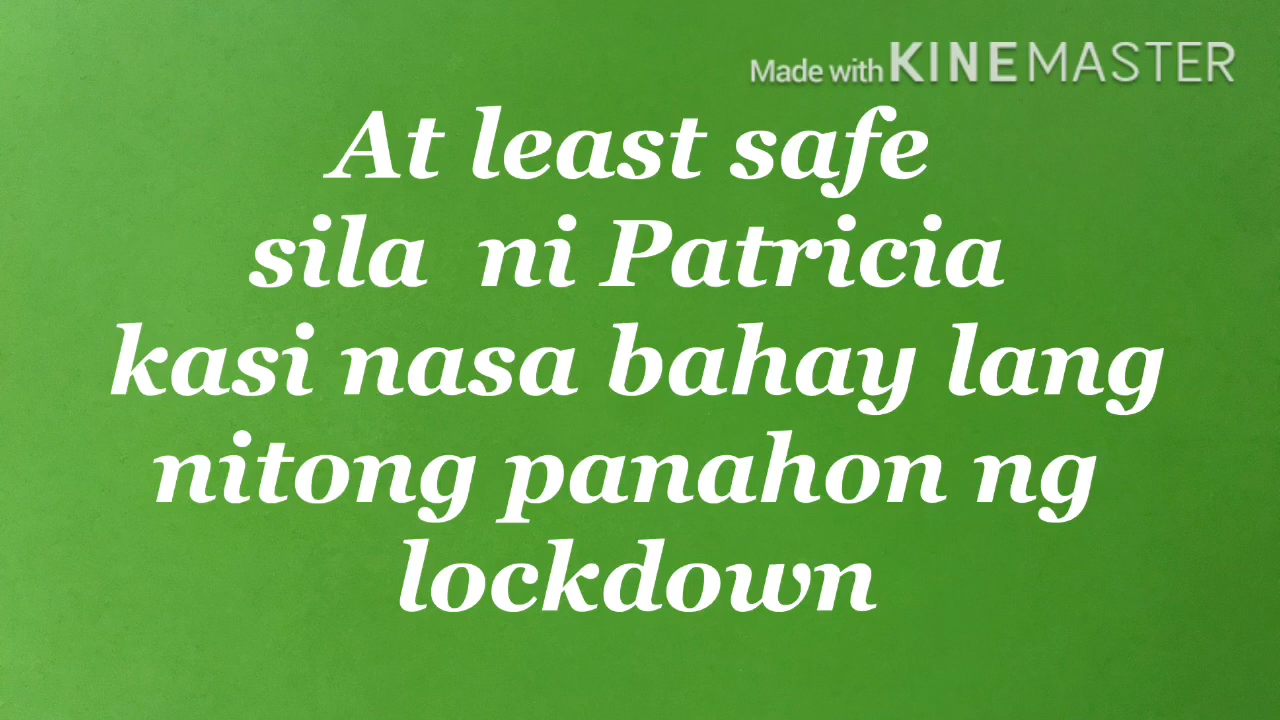 Made with KINEMASTER
At least safe
sila ni Patricia
kasi nasa bahay lang
nitong panahon ng
lockdown